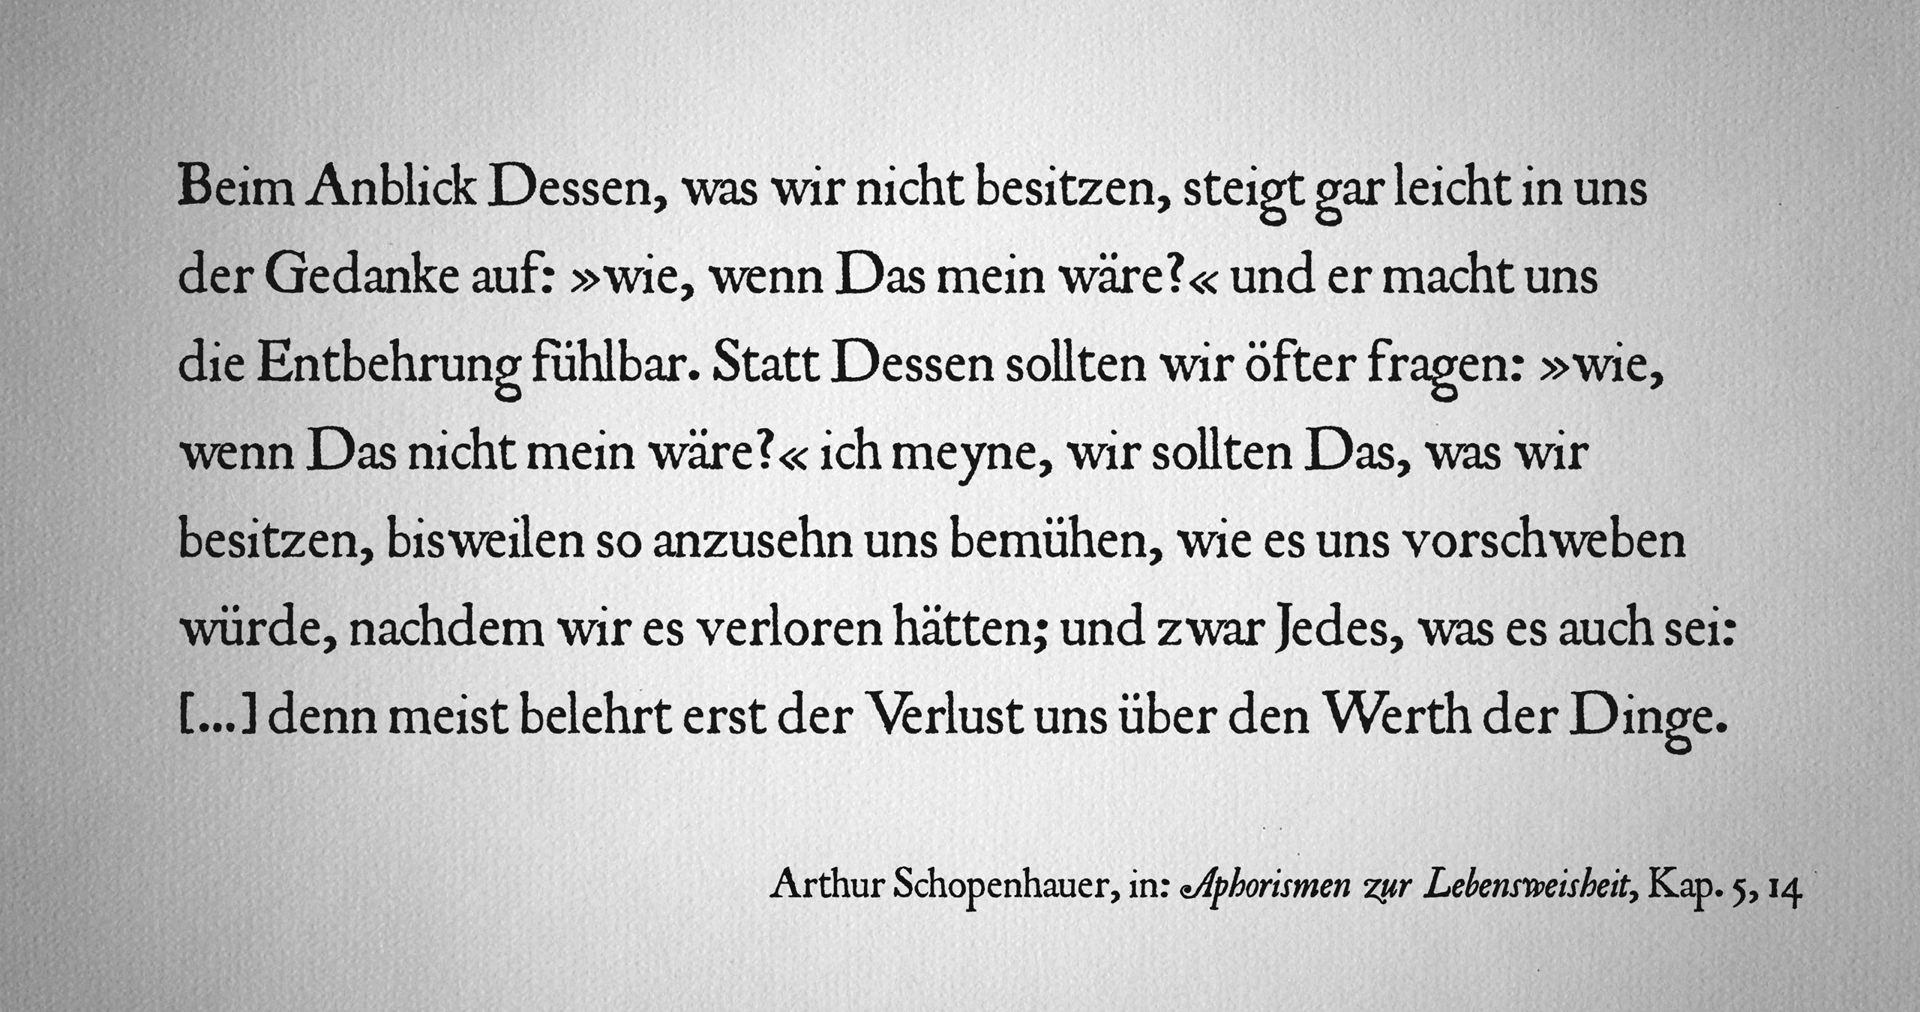 Beim Anblick Dessen, was wir nicht besitzen, steigt gar leicht in uns
der Gedanke auf: »wie, wenn Das mein wäre?« und er macht uns
die Entbehrung fühlbar. Statt Dessen sollten wir öfter fragen: »wie,
wenn Das nicht mein wäre?« ich meyne, wir sollten Das, was wir
besitzen, bisweilen so anzusehn uns bemühen, wie es uns vorschweben
würde, nachdem wir es verloren hätten; und zwar Jedes, was es auch sei:
[...] denn meist belehrt erst der Verlust uns über den Werth der Dinge.
Arthur Schopenhauer, in: Aphorismen zur Lebensweisheit, Kap. 5, 14